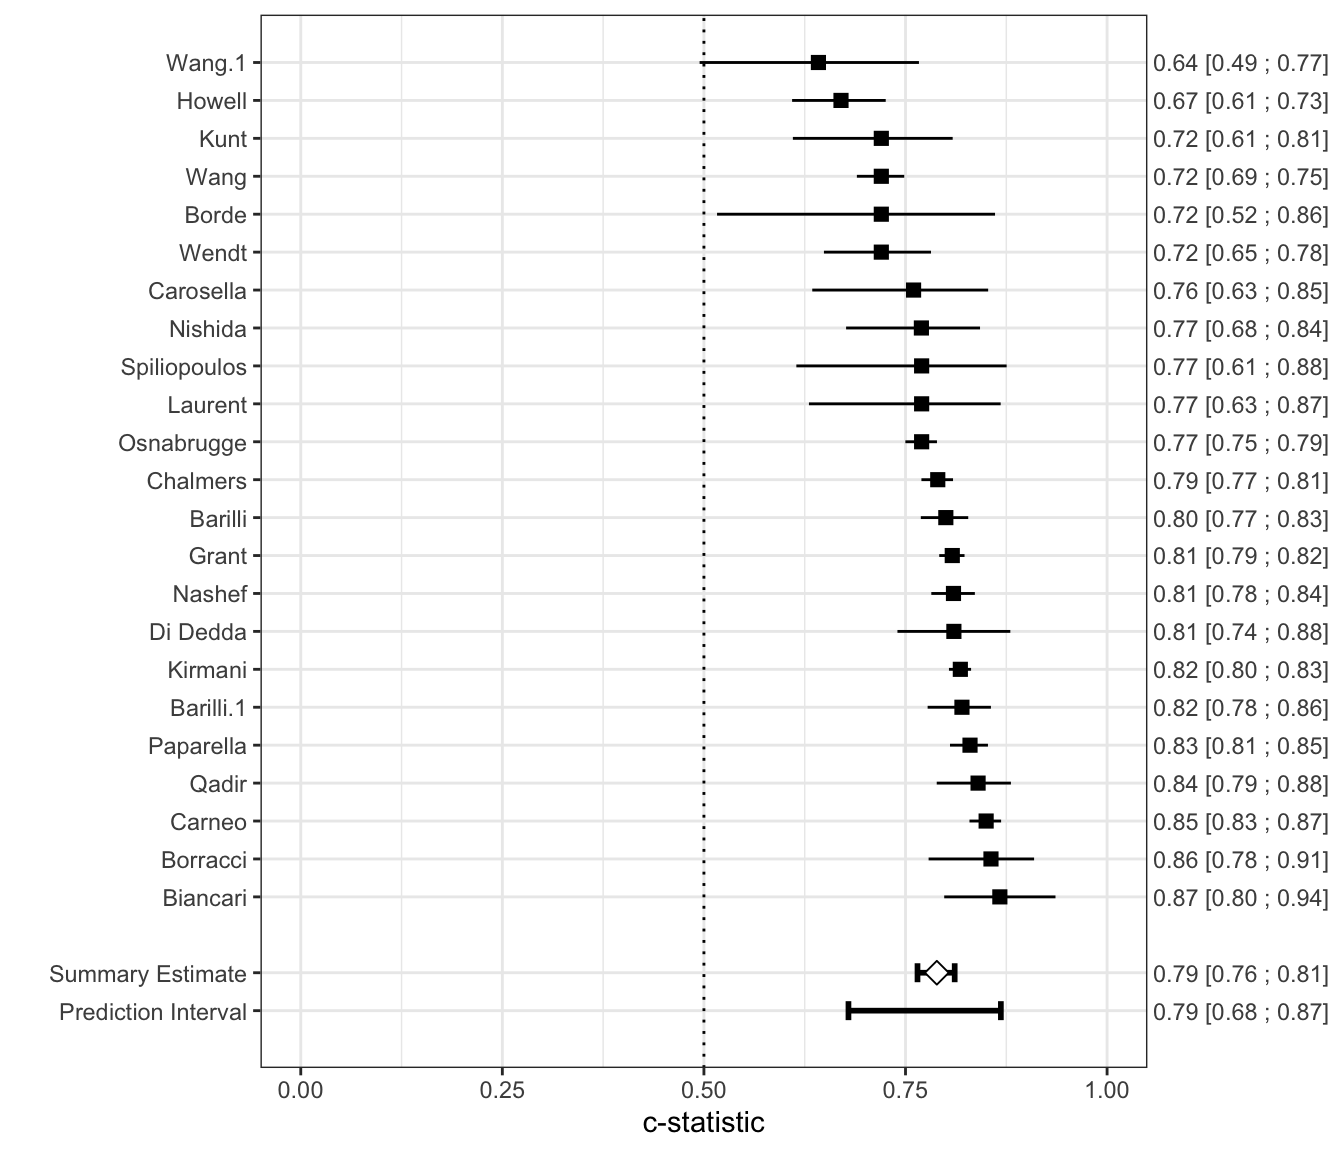 Wang.1 0.64 [0.49 ; 0.77]
Howell 0.67 [0.61 ; 0.73]
Kunt 0.72 [0.61 ; 0.81]
Wang 0.72 [0.69 ; 0.75]
Borde 0.72 [0.52 ; 0.86]
Wendt 0.72 [0.65 ; 0.78]
Carosella 0.76 [0.63 ; 0.85]
Nishida 0.77 [0.68 ; 0.84]
Spiliopoulos 0.77 [0.61 ; 0.88]
Laurent 0.77 [0.63 ; 0.87]
Osnabrugge 0.77 [0.75 ; 0.79]
Chalmers 0.79 [0.77 ; 0.81]
Barilli 0.80 [0.77 ; 0.83]
Grant 0.81 [0.79 ; 0.82]
Nashef 0.81 [0.78 ; 0.84]
Di Dedda 0.81 [0.74 ; 0.88]
Kirmani 0.82 [0.80 ; 0.83]
Barilli.1 0.82 [0.78 ; 0.86]
Paparella 0.83 [0.81 ; 0.85]
Qadir 0.84 [0.79 ; 0.88]
Carneo 0.85 [0.83 ; 0.87]
Borracci 0.86 [0.78 ; 0.91]
Biancari 0.87 [0.80 ; 0.94]
Summary Estimate 0.79 [0.76 ; 0.81]
Prediction Interval 0.79 [0.68 ; 0.87]
0.00 0.25 0.50 0.75 1.00
c-statistic